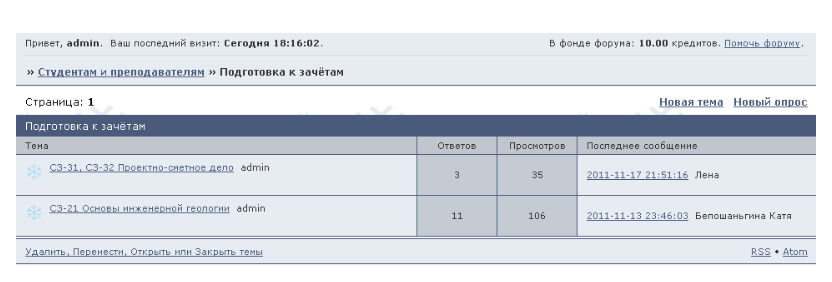 Привет, admin. Ваш последний визит: Сегодня 18:16:02. В фонде форума: 10.00 кредитов. Помочь форуму.
» Студентам и преподавателям » Подготовка к зачётам
Страница: 1 Новая тема Новый опрос
Подготовка к зачётам
Тема Ответов Просмотров Последнее сообщение
СЗ-31, СЗ-32 Проектно-сметное дело admin 3 35 2011-11-17 21:51:16 Лена
СЗ-21 Основы инженерной геологии admin 11 106 2011-11-13 23:46:03 Белошаньгина Катя
Удалить, Перенести, Открыть или Закрыть темы RSS • Atom